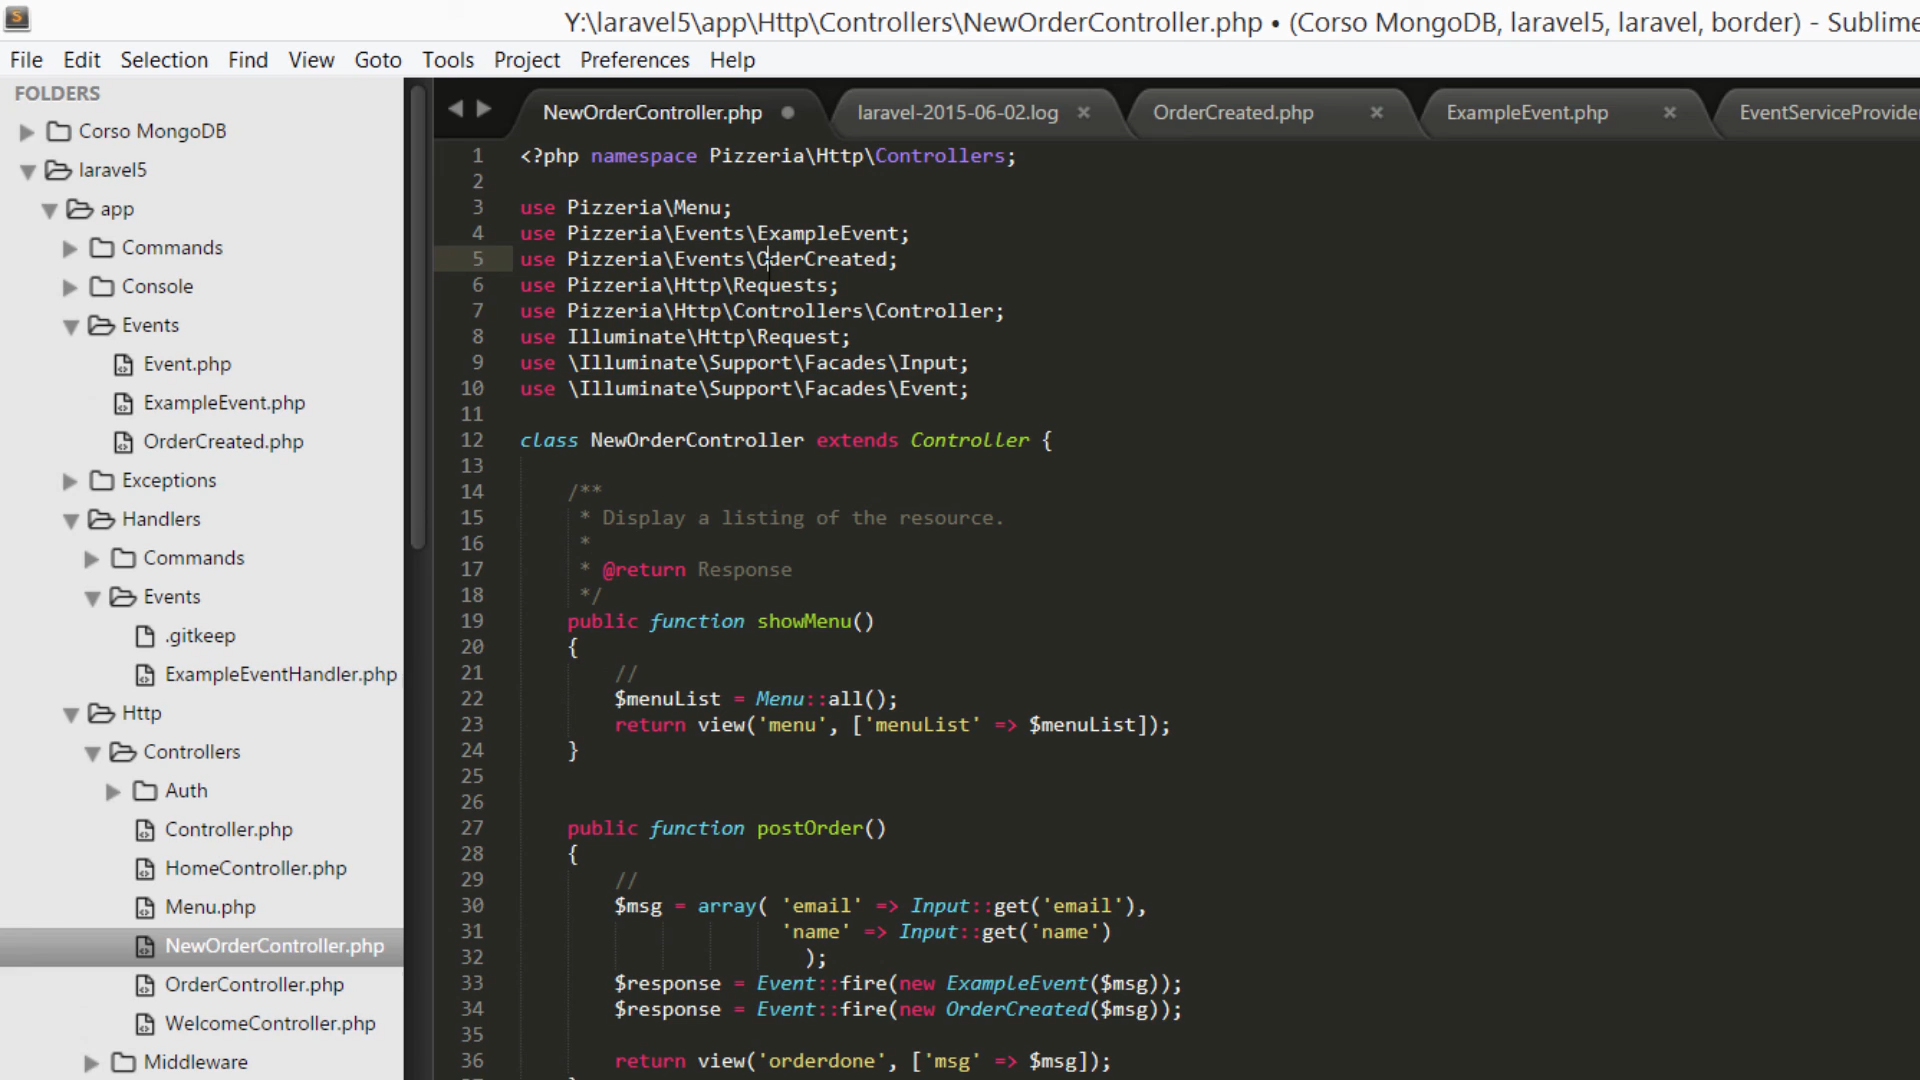 Y:\laravel5\app\Http\Controllers\NewOrderController.php • (Corso MongoDB, laravel5, laravel, border) - Sublime
File Edit Selection Find View Goto Tools Project Preferences Help
FOLDERS
Corso MongoDB
laravel5
app
Commands
Console
Events
Event.php
ExampleEvent.php
OrderCreated.php
Exceptions
Handlers
Commands
Events
.gitkeep
ExampleEventHandler.php
Http
Controllers
Auth
Controller.php
HomeController.php
Menu.php
NewOrderController.php
OrderController.php
WelcomeController.php
Middleware
NewOrderController.php laravel-2015-06-02.log OrderCreated.php ExampleEvent.php EventServiceProvider
1 <?php namespace Pizzeria\Http\Controllers;
2
3 use Pizzeria\Menu;
4 use Pizzeria\Events\ExampleEvent;
5 use Pizzeria\Events\OderCreated;
6 use Pizzeria\Http\Requests;
7 use Pizzeria\Http\Controllers\Controller;
8 use Illuminate\Http\Request;
9 use \Illuminate\Support\Facades\Input;
10 use \Illuminate\Support\Facades\Event;
11
12 class NewOrderController extends Controller {
13
14 /**
15 * Display a listing of the resource.
16 *
17 * @return Response
18 */
19 public function showMenu()
20 {
21 //
22 $menuList = Menu::all();
23 return view('menu', ['menuList' => $menuList]);
24 }
25
26
27 public function postOrder()
28 {
29 //
30 $msg = array( 'email' => Input::get('email'),
31 'name' => Input::get('name')
32 );
33 $response = Event::fire(new ExampleEvent($msg));
34 $response = Event::fire(new OrderCreated($msg));
35
36 return view('orderdone', ['msg' => $msg]);